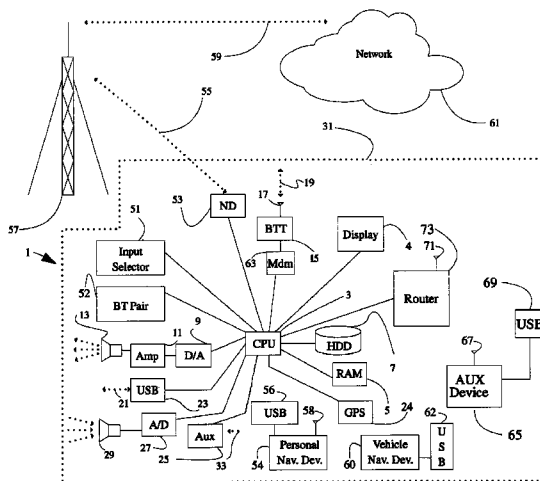 59
Network
55
61
31
57
1
53
ND
17
19
51
Input
Selector
BTT
15
63
Mdm
Display
4
71
73
Router
52
BT Pair
3
69
USB
13
11
9
Amp
D/A
CPU
HDD
7
67
AUX
Device
65
RAM
5
21
USB
23
56
USB
58
GPS
24
62
29
A/D
27
25
Aux
33
54
Personal
Nav. Dev.
60
Vehicle
Nav. Dev.
U
S
B